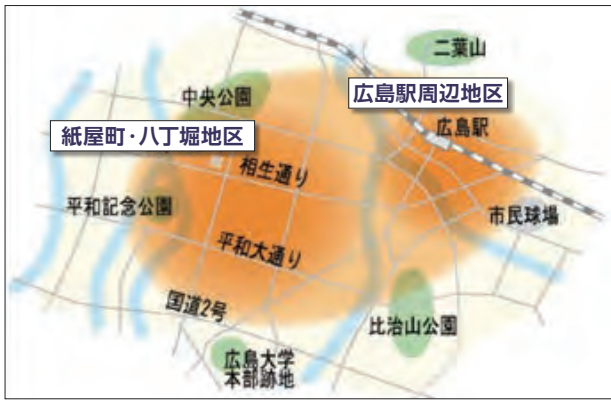 二葉山
中央公園
広島駅周辺地区
広島駅
紙屋町・八丁堀地区
相生通り
平和記念公園
市民球場
平和大通り
国道2号
比治山公園
広島大学
本部跡地